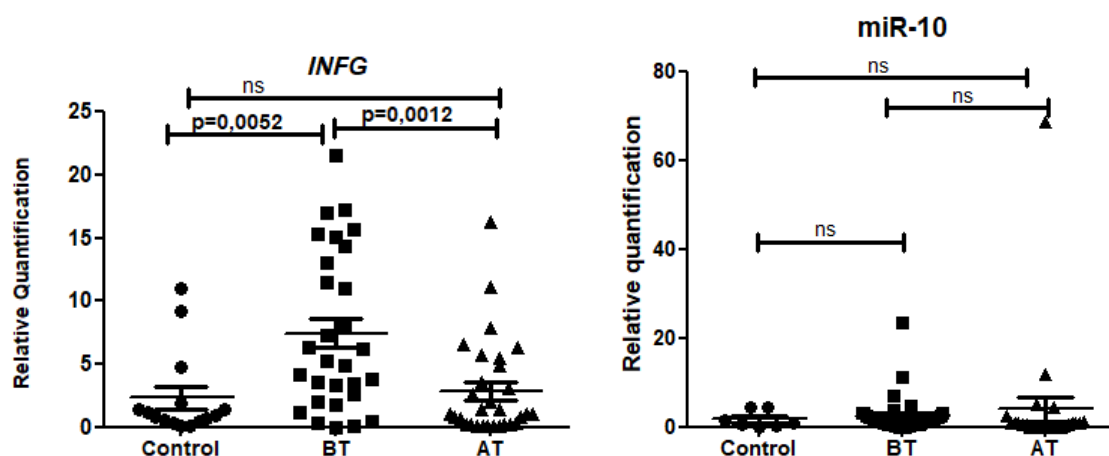 INFG
ns
p=0,0052
p=0,0012
Relative Quantification
25
20
15
10
5
0
Control
BT
AT
miR-10
ns
ns
ns
Relative quantification
80
60
40
20
0
Control
BT
AT